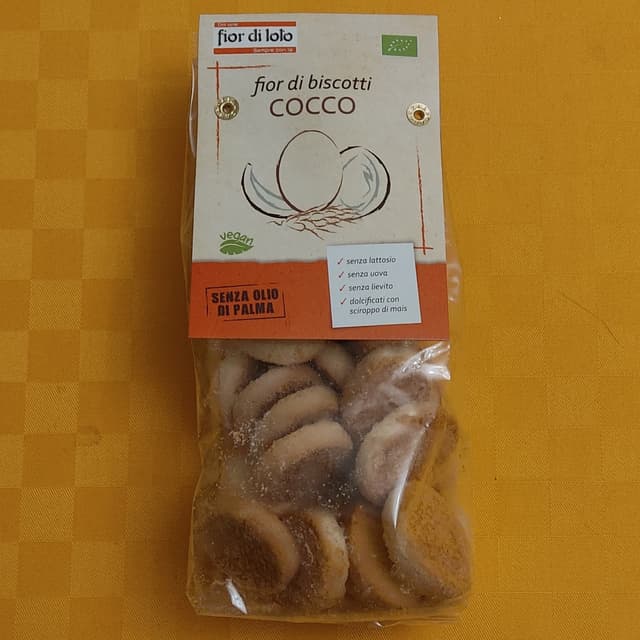 fior di loto
Sempre con te
fior di biscotti
COCCO
vegan
SENZA OLIO
DI PALMA
✓ senza lattosio
✓ senza uova
✓ senza lievito
✓ dolcificati con
sciroppo di mais